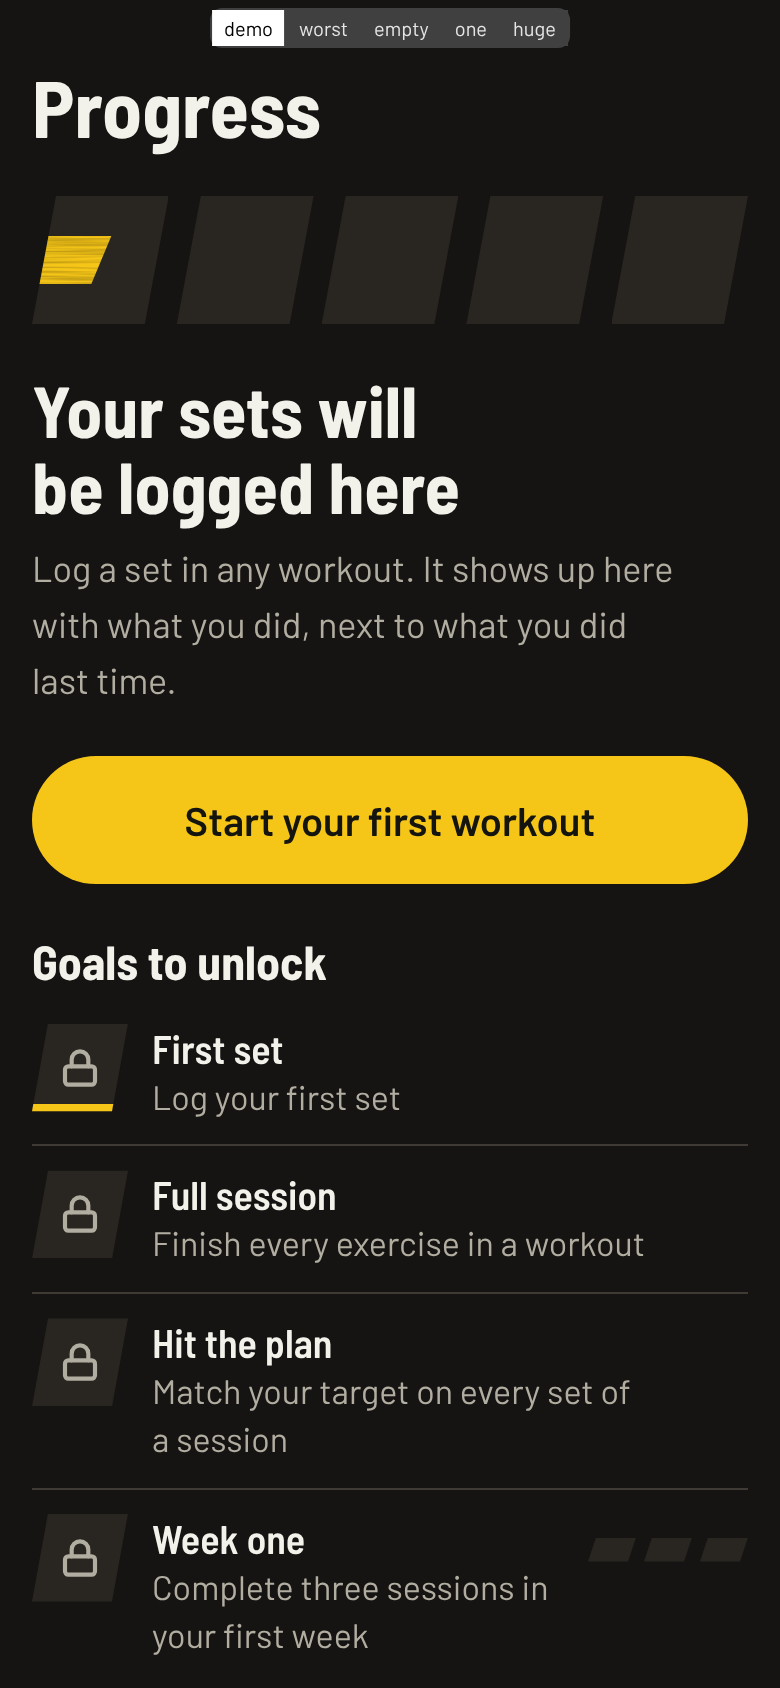 demo worst empty one huge
Progress
Your sets will
be logged here
Log a set in any workout. It shows up here
with what you did, next to what you did
last time.
Start your first workout
Goals to unlock
First set
Log your first set
Full session
Finish every exercise in a workout
Hit the plan
Match your target on every set of
a session
Week one
Complete three sessions in
your first week